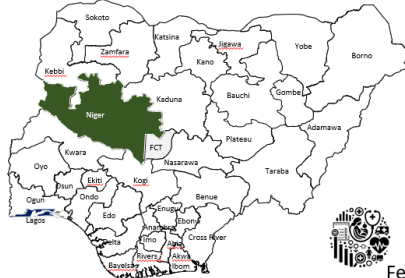 Sokoto
Katsina
Jigawa
Yobe
Borno
Zamfara
Kano
Kebbi
Kaduna
Bauchi
Gombe
Adamawa
Niger
FCT
Plateau
Kwara
Nasarawa
Taraba
Oyo
Kogi
Ekiti
Osun
Ondo
Benue
Ogun
Edo
Enugu
Lagos
Anambra
Ebony
Delta
Imo
Abia
Cross River
Rivers
Akwa
Ibom
Bayelsa
Fe